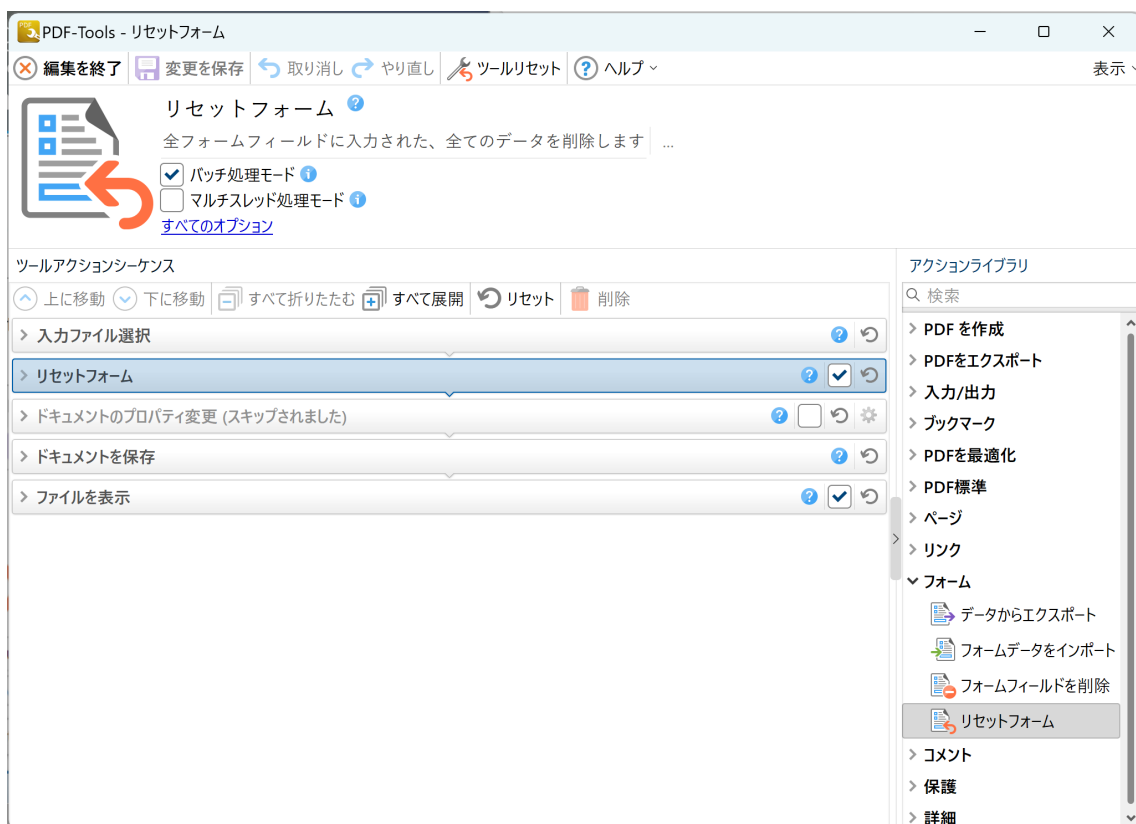 PDF-Tools - リセットフォーム
編集を終了 変更を保存 取り消し やり直し ツールリセット ヘルプ 表示
リセットフォーム
全フォームフィールドに入力された、全てのデータを削除します ...
バッチ処理モード
マルチスレッド処理モード
すべてのオプション
ツールアクションシーケンス
上に移動 下に移動 すべて折りたたむ すべて展開 リセット 削除
入力ファイル選択
リセットフォーム
ドキュメントのプロパティ変更 (スキップされました)
ドキュメントを保存
ファイルを表示
アクションライブラリ
検索
PDF を作成
PDFをエクスポート
入力/出力
ブックマーク
PDFを最適化
PDF標準
ページ
リンク
フォーム
データからエクスポート
フォームデータをインポート
フォームフィールドを削除
リセットフォーム
コメント
保護
詳細